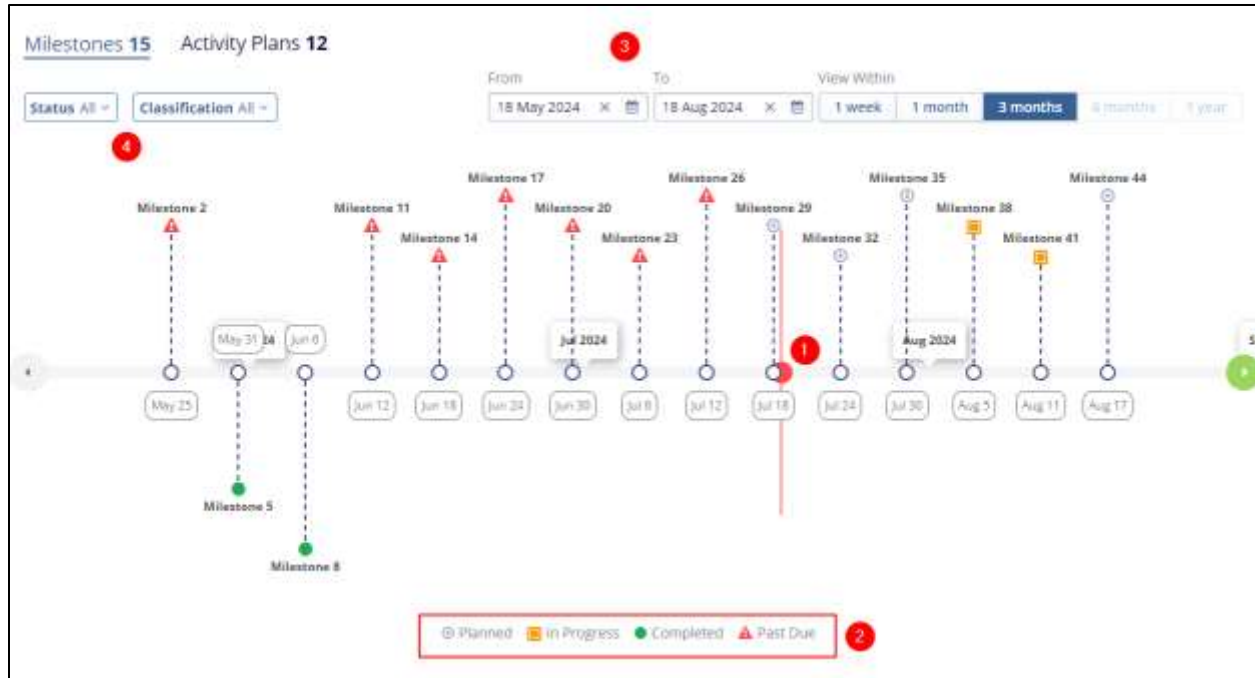 Milestones 15 Activity Plans 12
3
From To View Within
Status All Classification All 18 May 2024 18 Aug 2024 1 week 1 month 3 months 6 months 1 year
4
Milestone 17 Milestone 26 Milestone 35 Milestone 44
Milestone 2 Milestone 11 Milestone 20 Milestone 29 Milestone 38
Milestone 14 Milestone 23 Milestone 32 Milestone 41
May 31 24 Jun 6 Jul 2024 Aug 2024 S
1
May 25 Jun 12 Jun 18 Jun 24 Jun 30 Jul 6 Jul 12 Jul 18 Jul 24 Jul 30 Aug 5 Aug 11 Aug 17
Milestone 5
Milestone 8
Planned In Progress Completed Past Due 2